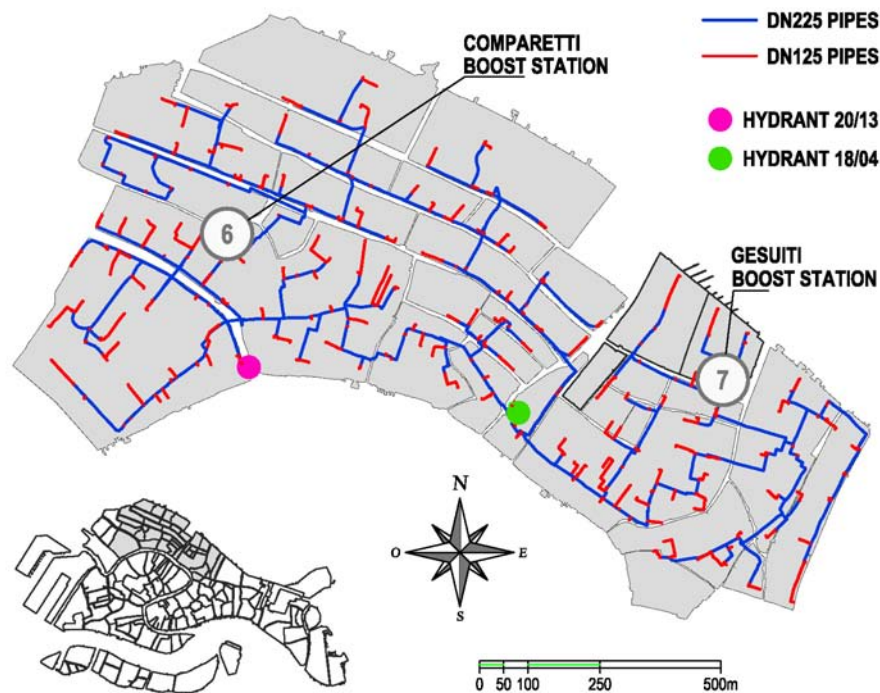 DN225 PIPES
DN125 PIPES
COMPARETTI
BOOST STATION
HYDRANT 20/13
HYDRANT 18/04
6
GESUITI
BOOST STATION
7
N
O
E
S
0 50 100 250 500m